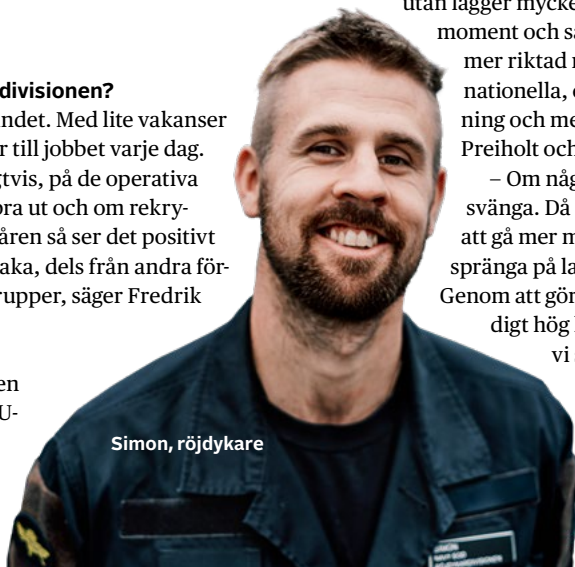 divisionen?
ndet. Med lite vakanser
r till jobbet varje dag.
gtvis, på de operativa
ora ut och om rekry-
åren så ser det positivt
aka, dels från andra för-
rupper, säger Fredrik
en
U-
utan lägger mycke
moment och sa
mer riktad
nationella,
ning och me
Preiholt och
– Om någ
svänga. Då
att gå mer m
spränga på la
Genom att gör
digt hög
vi
Simon, röjdykare